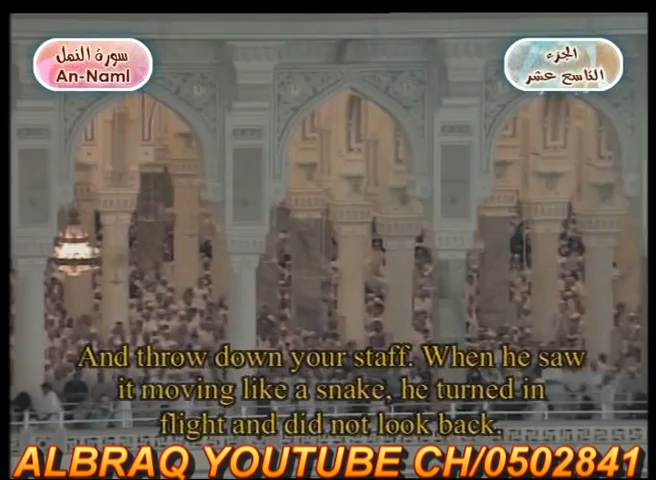 سورة النمل
An-Naml
الجزء
التاسع عشر
And throw down your staff. When he saw
it moving like a snake, he turned in
flight and did not look back.
ALBRAQ YOUTUBE CH/0502841